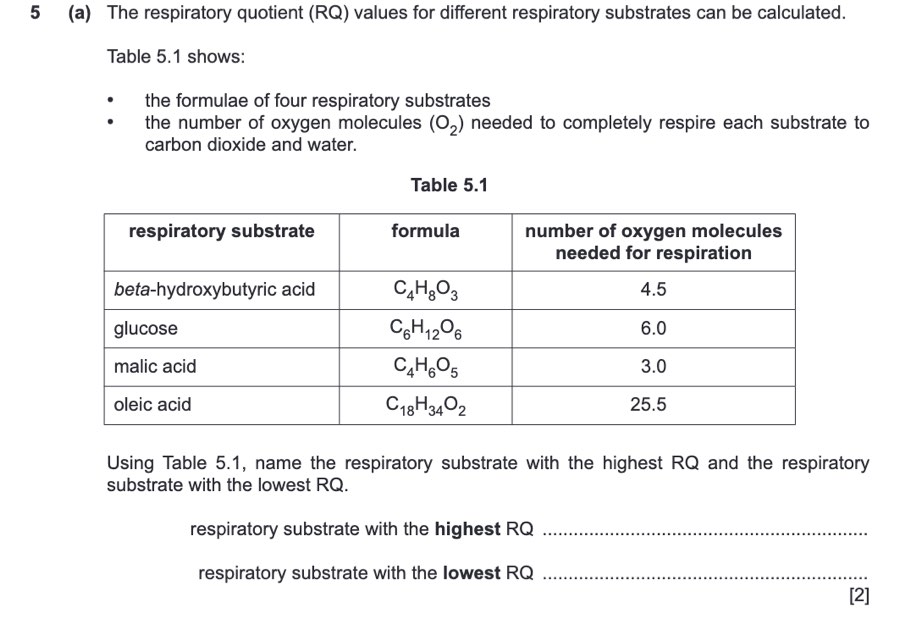 5 (a) The respiratory quotient (RQ) values for different respiratory substrates can be calculated.
Table 5.1 shows:
• the formulae of four respiratory substrates
• the number of oxygen molecules (O₂) needed to completely respire each substrate to
carbon dioxide and water.
Table 5.1
respiratory substrate formula number of oxygen molecules
needed for respiration
beta-hydroxybutyric acid C₄H₈O₃ 4.5
glucose C₆H₁₂O₆ 6.0
malic acid C₄H₆O₅ 3.0
oleic acid C₁₈H₃₄O₂ 25.5
Using Table 5.1, name the respiratory substrate with the highest RQ and the respiratory
substrate with the lowest RQ.
respiratory substrate with the highest RQ ..............................................................
respiratory substrate with the lowest RQ ..............................................................
[2]